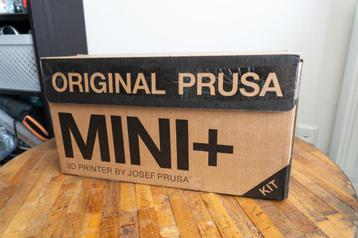 ORIGINAL PRUSA
MINI+
3D PRINTER BY JOSEF PRUSA
KIT